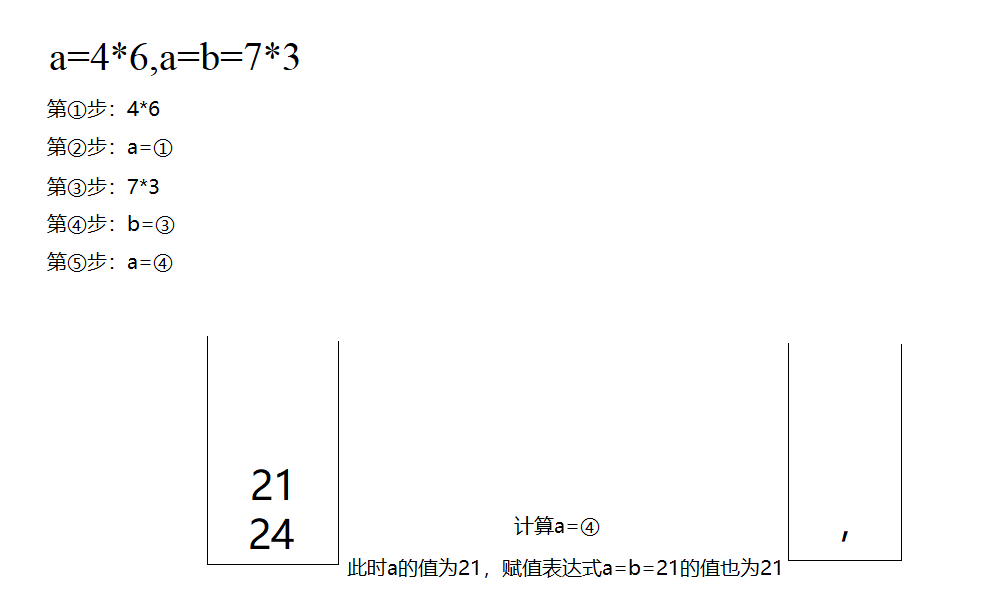 a=4*6,a=b=7*3
第①步：4*6
第②步：a=①
第③步：7*3
第④步：b=③
第⑤步：a=④
21
24
计算a=④
,
此时a的值为21，赋值表达式a=b=21的值也为21